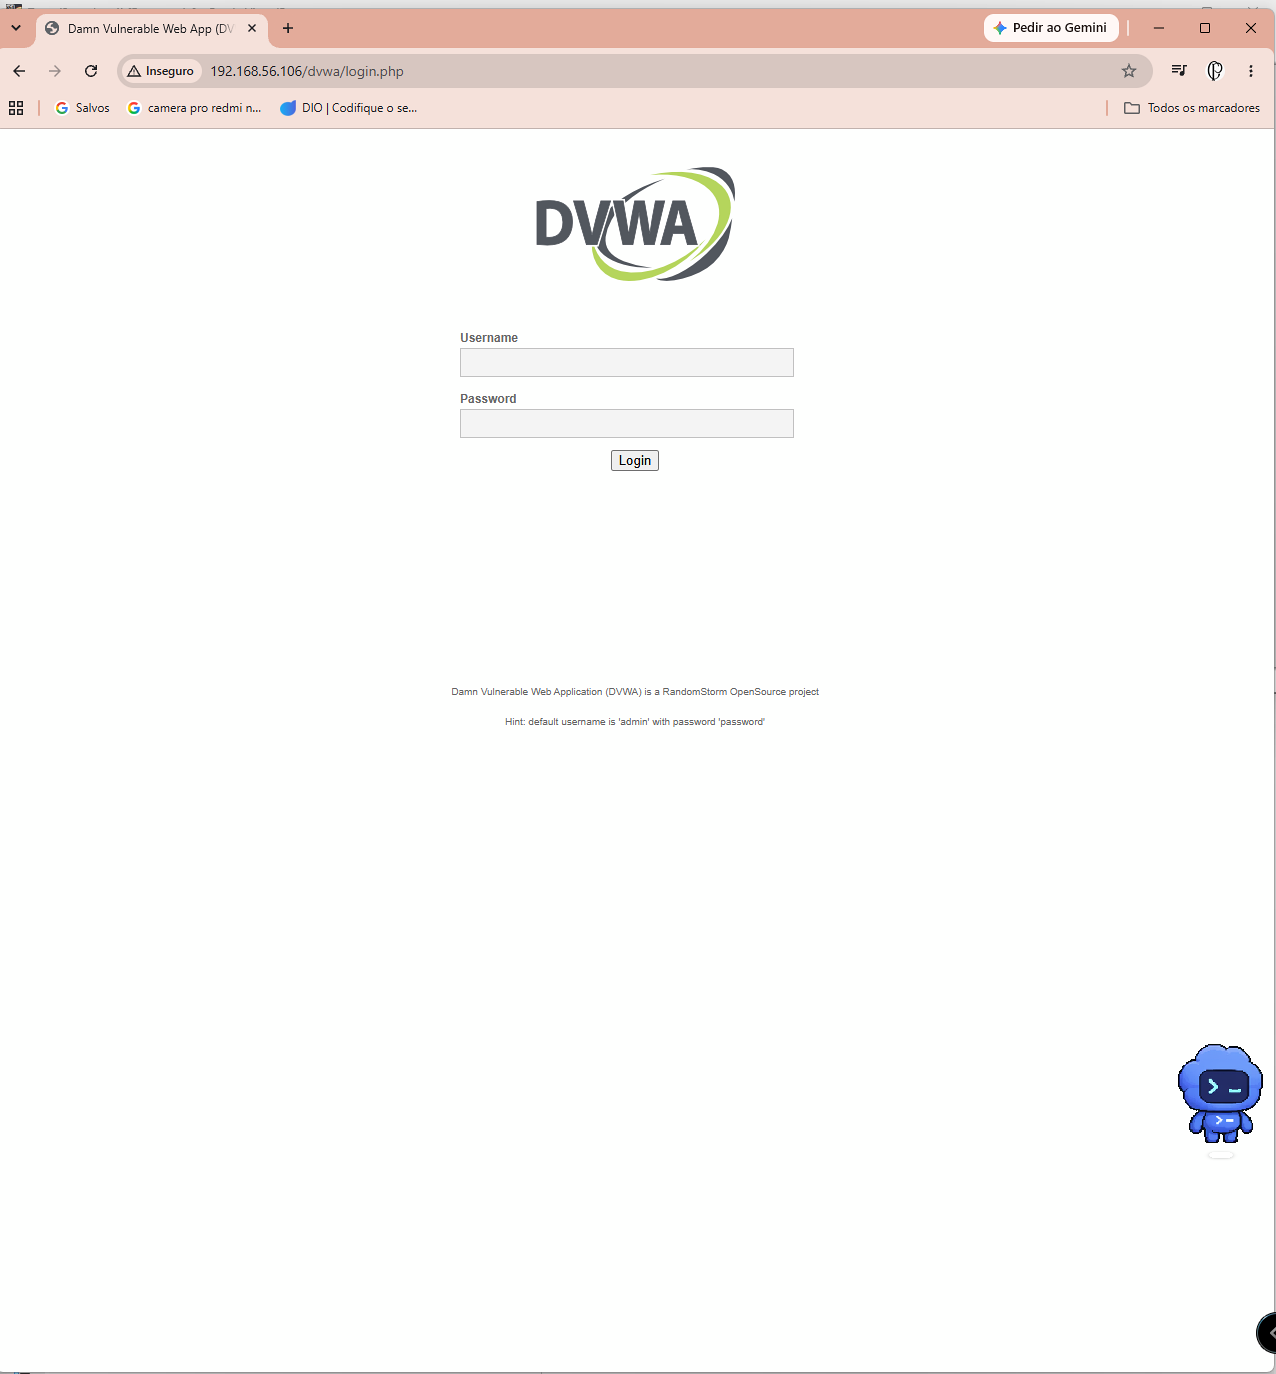 Damn Vulnerable Web App (DV
Pedir ao Gemini
Inseguro
192.168.56.106/dvwa/login.php
Salvos
camera pro redmi n...
DIO | Codifique o se...
Todos os marcadores
DVWA
Username
Password
Login
Damn Vulnerable Web Application (DVWA) is a RandomStorm OpenSource project
Hint: default username is 'admin' with password 'password'